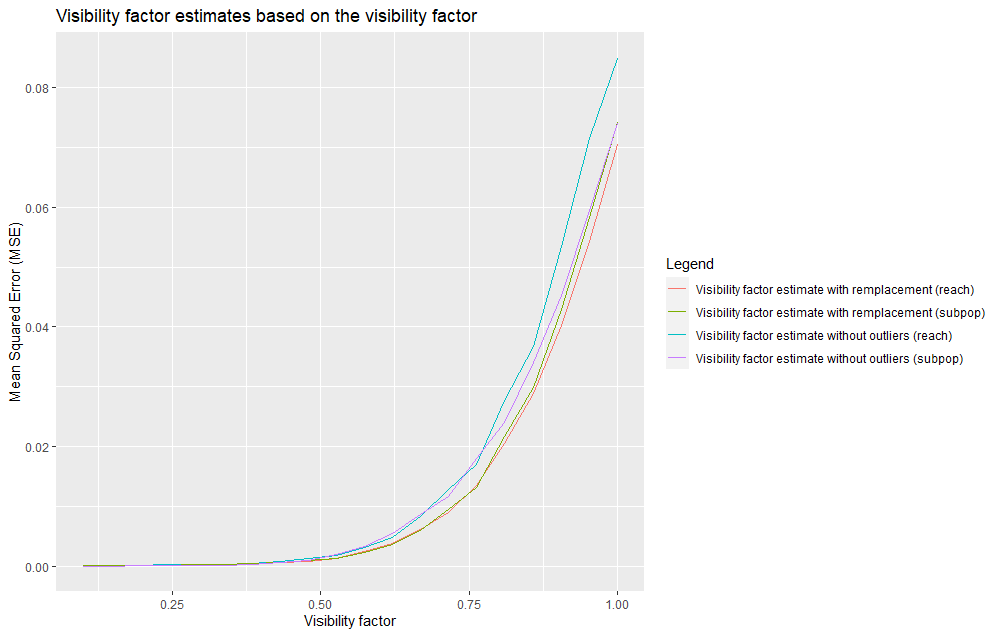 Visibility factor estimates based on the visibility factor
0.08
0.06
0.04
0.02
0.00
Mean Squared Error (MSE)
0.25 0.50 0.75 1.00
Visibility factor
Legend
Visibility factor estimate with remplacement (reach)
Visibility factor estimate with remplacement (subpop)
Visibility factor estimate without outliers (reach)
Visibility factor estimate without outliers (subpop)